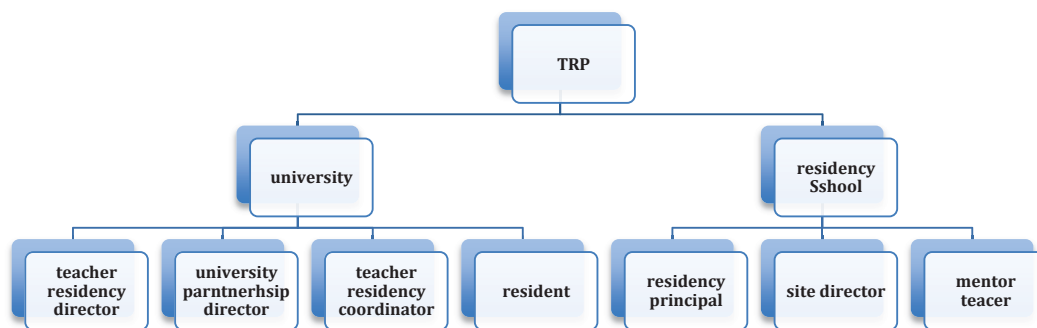 TRP
university
residency
Sshool
teacher
residency
director
university
parntnerhsip
director
teacher
residency
coordinator
resident
residency
principal
site director
mentor
teacer